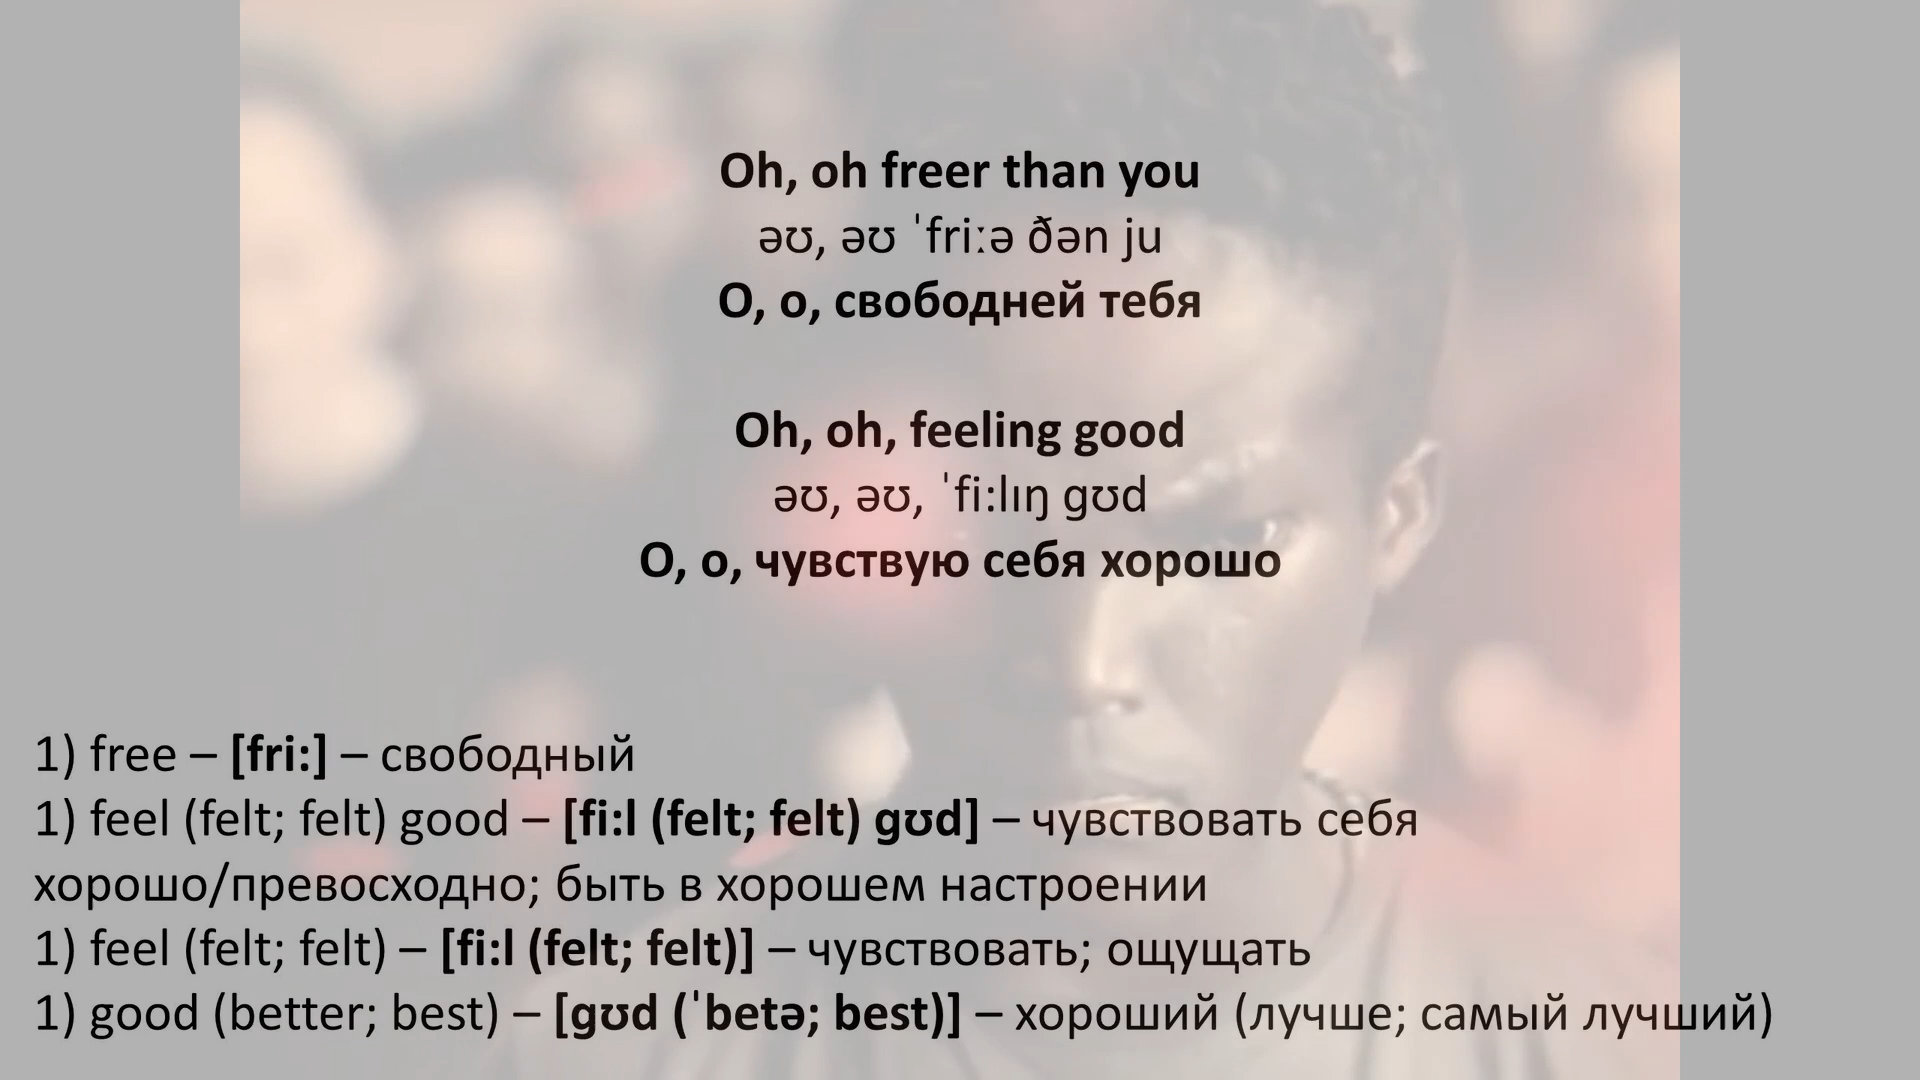 Oh, oh freer than you
əʊ, əʊ ˈfriːə ðən ju
О, о, свободней тебя
Oh, oh, feeling good
əʊ, əʊ, ˈfi:lıŋ gʊd
О, о, чувствую себя хорошо
1) free – [fri:] – свободный
1) feel (felt; felt) good – [fi:l (felt; felt) gʊd] – чувствовать себя
хорошо/превосходно; быть в хорошем настроении
1) feel (felt; felt) – [fi:l (felt; felt)] – чувствовать; ощущать
1) good (better; best) – [gʊd (ˈbetə; best)] – хороший (лучше; самый лучший)